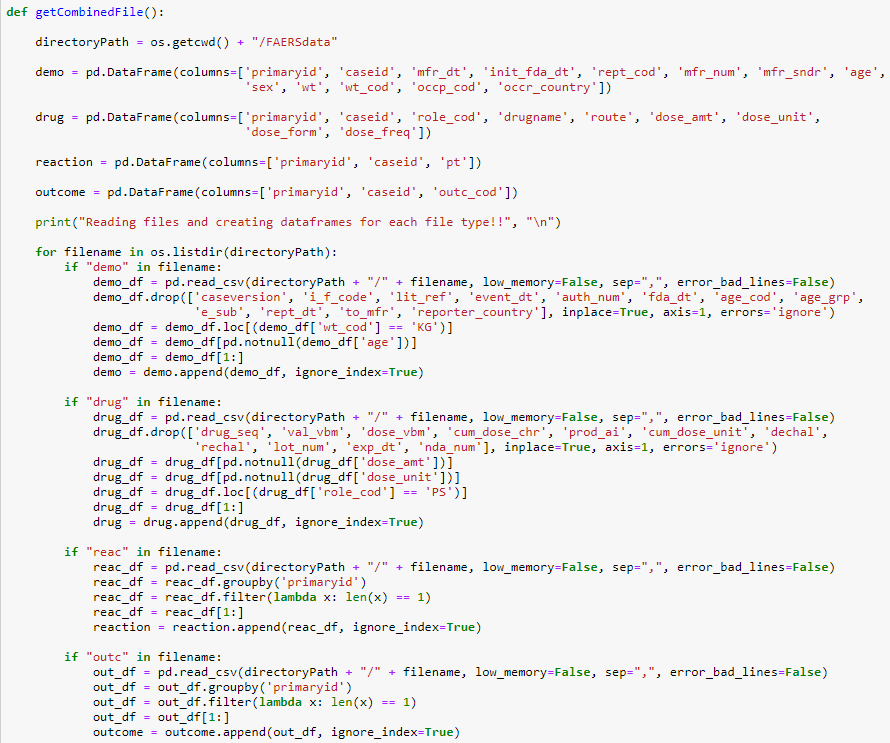 def getCombinedFile():
directoryPath = os.getcwd() + "/FAERSdata"
demo = pd.DataFrame(columns=['primaryid', 'caseid', 'mfr_dt', 'init_fda_dt', 'rept_cod', 'mfr_num', 'mfr_sndr', 'age',
'sex', 'wt', 'wt_cod', 'occp_cod', 'occr_country'])
drug = pd.DataFrame(columns=['primaryid', 'caseid', 'role_cod', 'drugname', 'route', 'dose_amt', 'dose_unit',
'dose_form', 'dose_freq'])
reaction = pd.DataFrame(columns=['primaryid', 'caseid', 'pt'])
outcome = pd.DataFrame(columns=['primaryid', 'caseid', 'outc_cod'])
print("Reading files and creating dataframes for each file type!!", "\n")
for filename in os.listdir(directoryPath):
if "demo" in filename:
demo_df = pd.read_csv(directoryPath + "/" + filename, low_memory=False, sep=",", error_bad_lines=False)
demo_df.drop(['caseversion', 'i_f_code', 'lit_ref', 'event_dt', 'auth_num', 'fda_dt', 'age_cod', 'age_grp',
'e_sub', 'rept_dt', 'to_mfr', 'reporter_country'], inplace=True, axis=1, errors='ignore')
demo_df = demo_df.loc[(demo_df['wt_cod'] == 'KG')]
demo_df = demo_df[pd.notnull(demo_df['age'])]
demo_df = demo_df[1:]
demo = demo.append(demo_df, ignore_index=True)
if "drug" in filename:
drug_df = pd.read_csv(directoryPath + "/" + filename, low_memory=False, sep=",", error_bad_lines=False)
drug_df.drop(['drug_seq', 'val_vbm', 'dose_vbm', 'cum_dose_chr', 'prod_ai', 'cum_dose_unit', 'dechal',
'rechal', 'lot_num', 'exp_dt', 'nda_num'], inplace=True, axis=1, errors='ignore')
drug_df = drug_df[pd.notnull(drug_df['dose_amt'])]
drug_df = drug_df[pd.notnull(drug_df['dose_unit'])]
drug_df = drug_df.loc[(drug_df['role_cod'] == 'PS')]
drug_df = drug_df[1:]
drug = drug.append(drug_df, ignore_index=True)
if "reac" in filename:
reac_df = pd.read_csv(directoryPath + "/" + filename, low_memory=False, sep=",", error_bad_lines=False)
reac_df = reac_df.groupby('primaryid')
reac_df = reac_df.filter(lambda x: len(x) == 1)
reac_df = reac_df[1:]
reaction = reaction.append(reac_df, ignore_index=True)
if "outc" in filename:
out_df = pd.read_csv(directoryPath + "/" + filename, low_memory=False, sep=",", error_bad_lines=False)
out_df = out_df.groupby('primaryid')
out_df = out_df.filter(lambda x: len(x) == 1)
out_df = out_df[1:]
outcome = outcome.append(out_df, ignore_index=True)